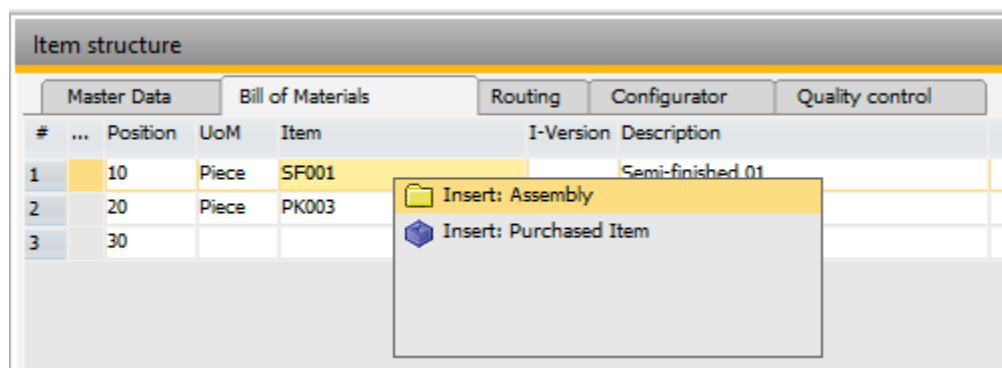 Item structure
Master Data Bill of Materials Routing Configurator Quality control
# ... Position UoM Item I-Version Description
1 10 Piece SF001 Semi-finished 01
Insert: Assembly
2 20 Piece PK003
Insert: Purchased Item
3 30